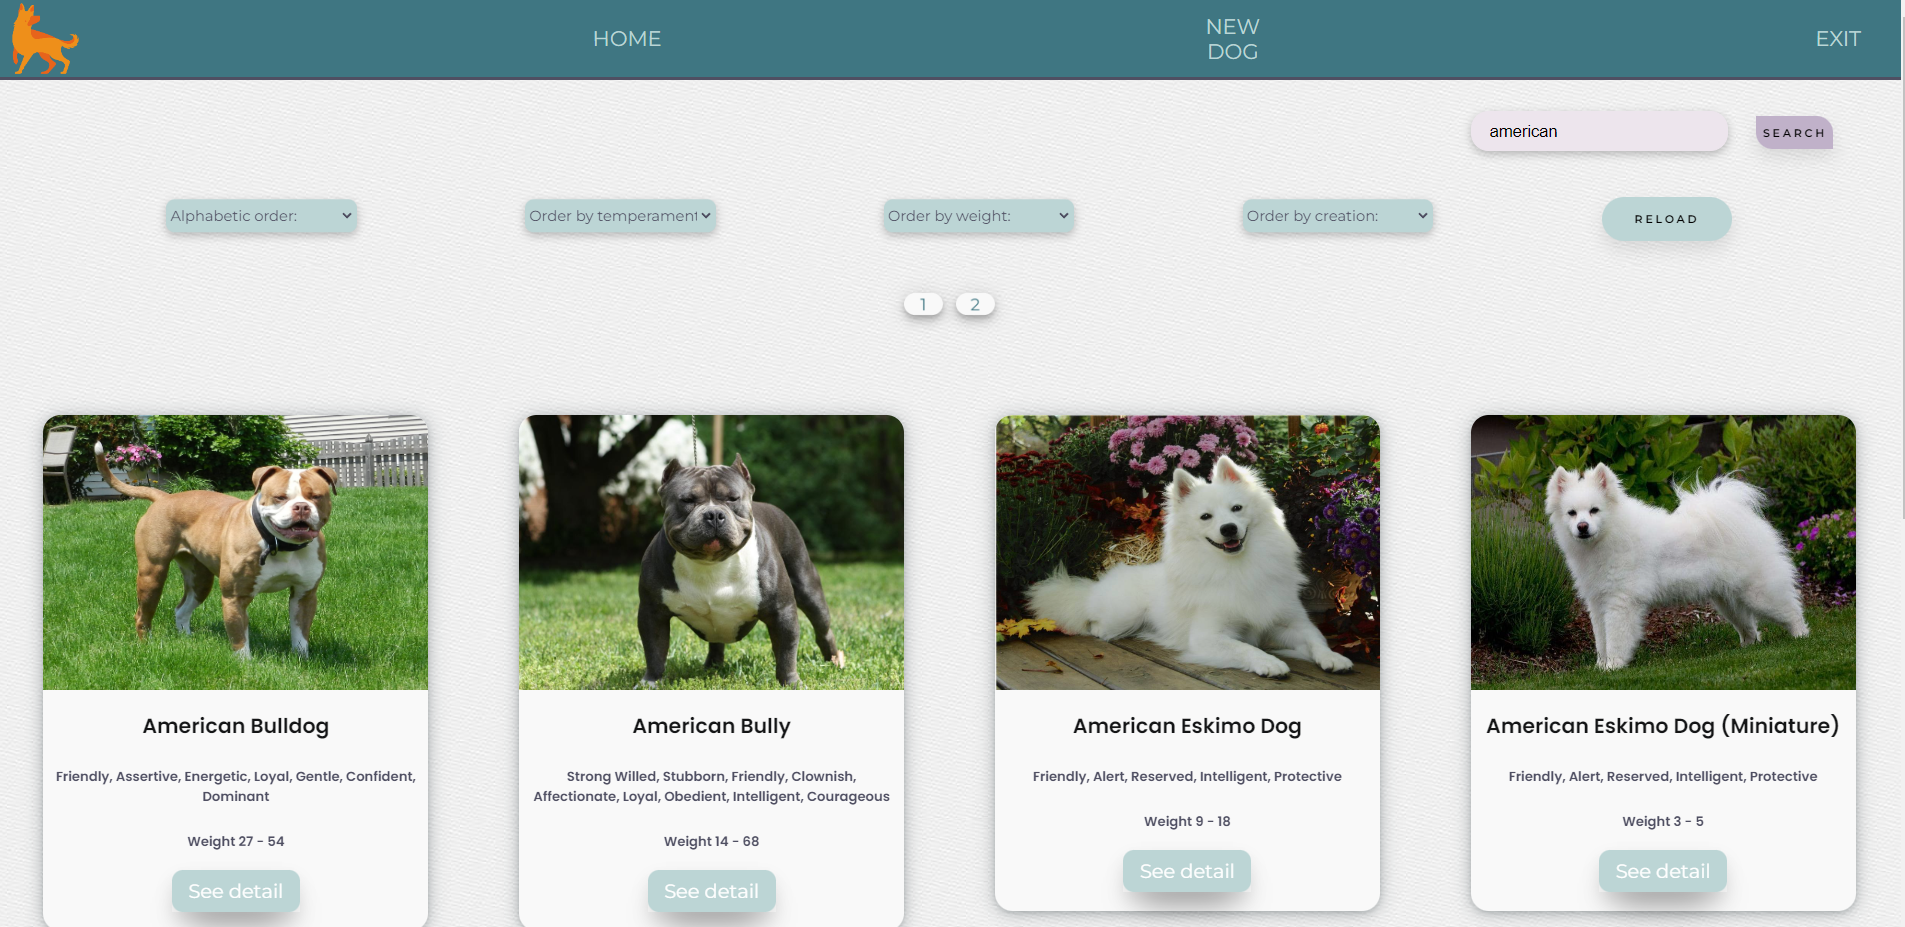 HOME
NEW
DOG
EXIT
american
SEARCH
Alphabetic order:
Order by temperament
Order by weight:
Order by creation:
RELOAD
1
2
American Bulldog
Friendly, Assertive, Energetic, Loyal, Gentle, Confident,
Dominant
Weight 27 - 54
See detail
American Bully
Strong Willed, Stubborn, Friendly, Clownish,
Affectionate, Loyal, Obedient, Intelligent, Courageous
Weight 14 - 68
See detail
American Eskimo Dog
Friendly, Alert, Reserved, Intelligent, Protective
Weight 9 - 18
See detail
American Eskimo Dog (Miniature)
Friendly, Alert, Reserved, Intelligent, Protective
Weight 3 - 5
See detail